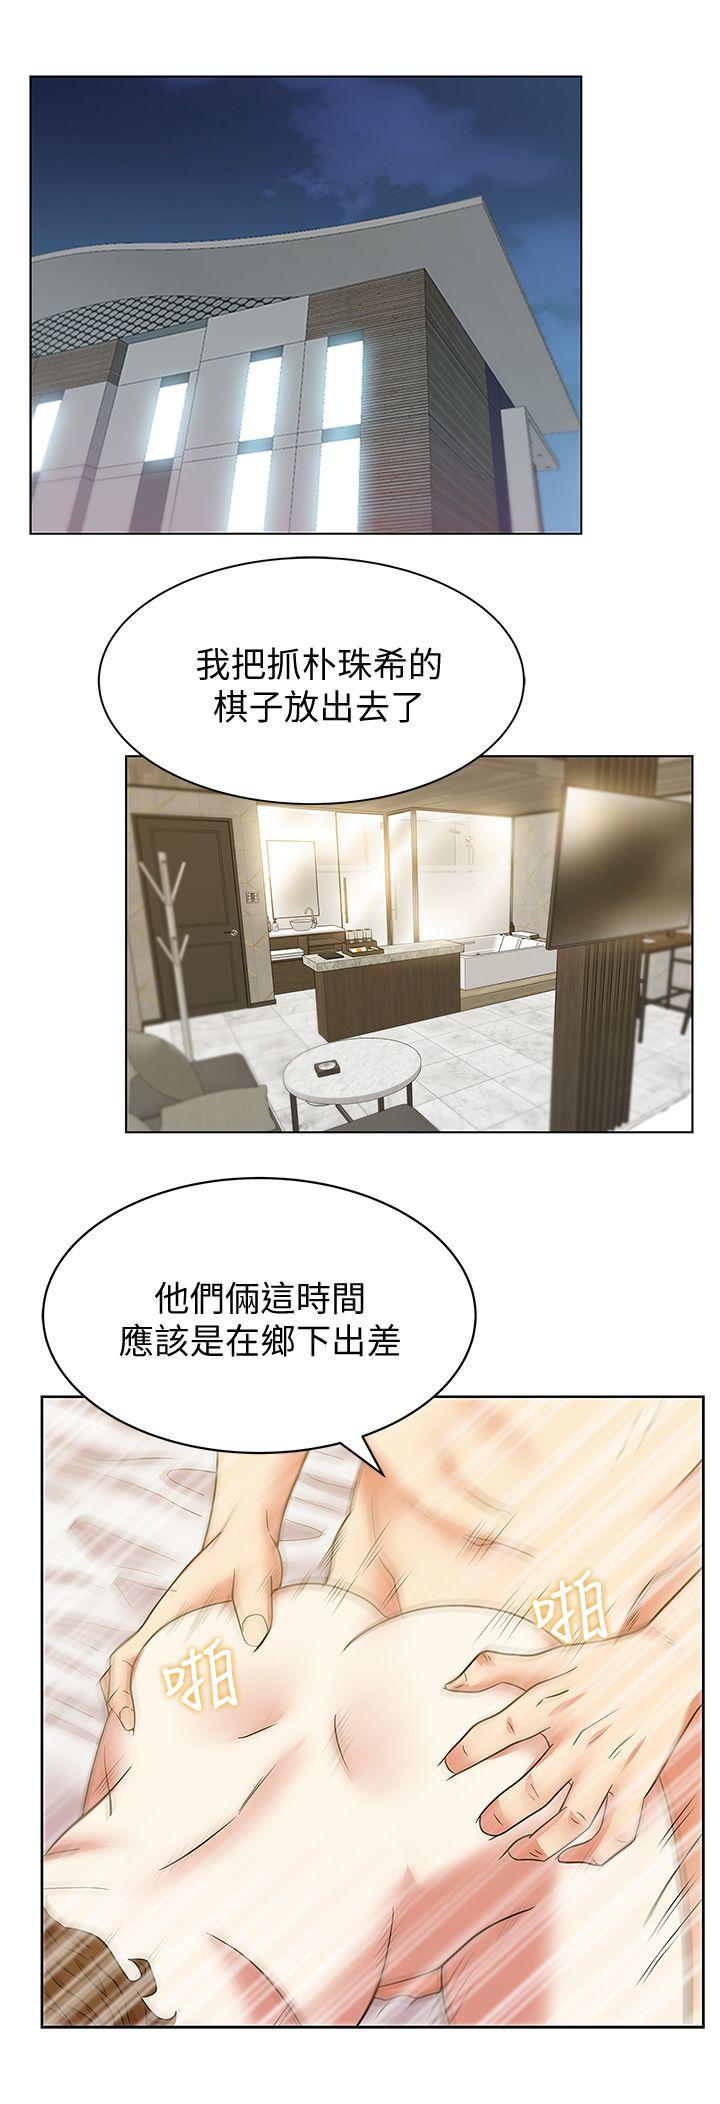 我把抓朴珠希的
棋子放出去了
他們倆這時間
應該是在鄉下出差
啪
啪